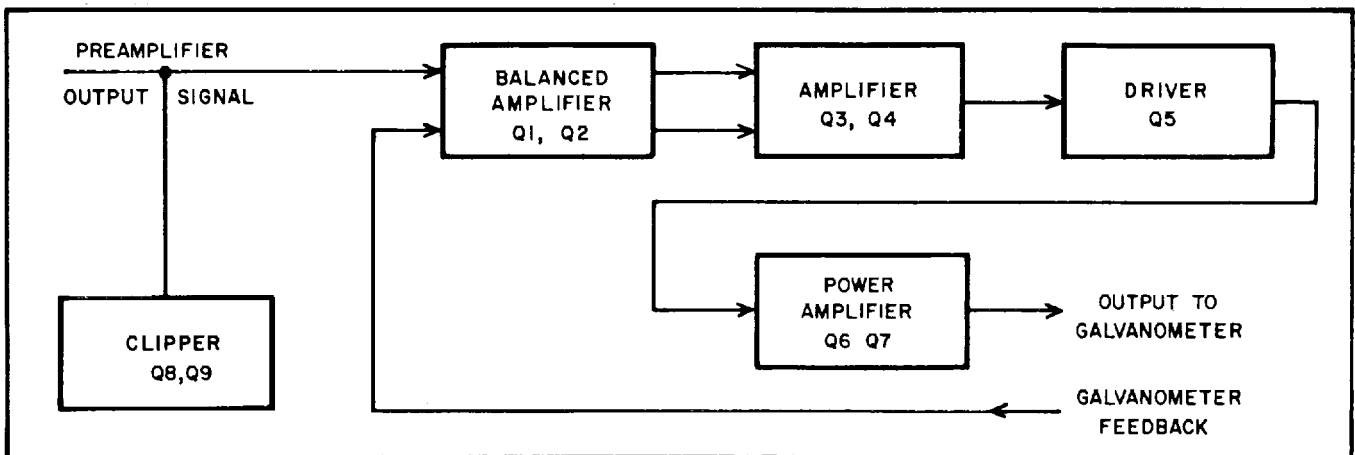 PREAMPLIFIER
OUTPUT SIGNAL
BALANCED
AMPLIFIER
Q1, Q2
AMPLIFIER
Q3, Q4
DRIVER
Q5
CLIPPER
Q8,Q9
POWER
AMPLIFIER
Q6 Q7
OUTPUT TO
GALVANOMETER
GALVANOMETER
FEEDBACK